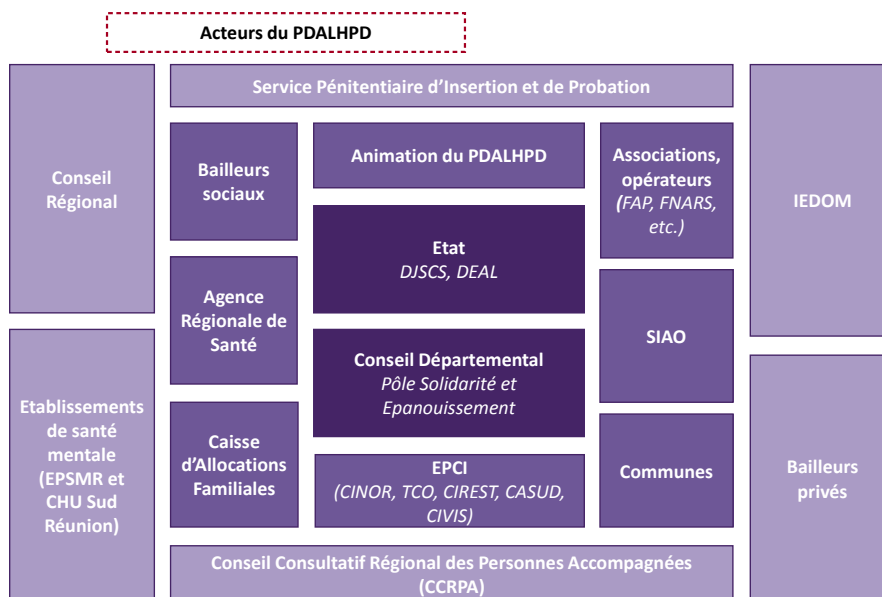 Acteurs du PDALHPD
Service Pénitentiaire d'Insertion et de Probation
Conseil
Régional
Bailleurs
sociaux
Animation du PDALHPD
Associations,
opérateurs
(FAP, FNARS,
etc.)
IEDOM
Etat
DJSCS, DEAL
Agence
Régionale de
Santé
SIAO
Conseil Départemental
Pôle Solidarité et
Epanouissement
Etablissements
de santé
mentale
(EPSMR et
CHU Sud
Réunion)
Caisse
d'Allocations
Familiales
EPCI
(CINOR, TCO, CIREST, CASUD,
CIVIS)
Communes
Bailleurs
privés
Conseil Consultatif Régional des Personnes Accompagnées
(CCRPA)